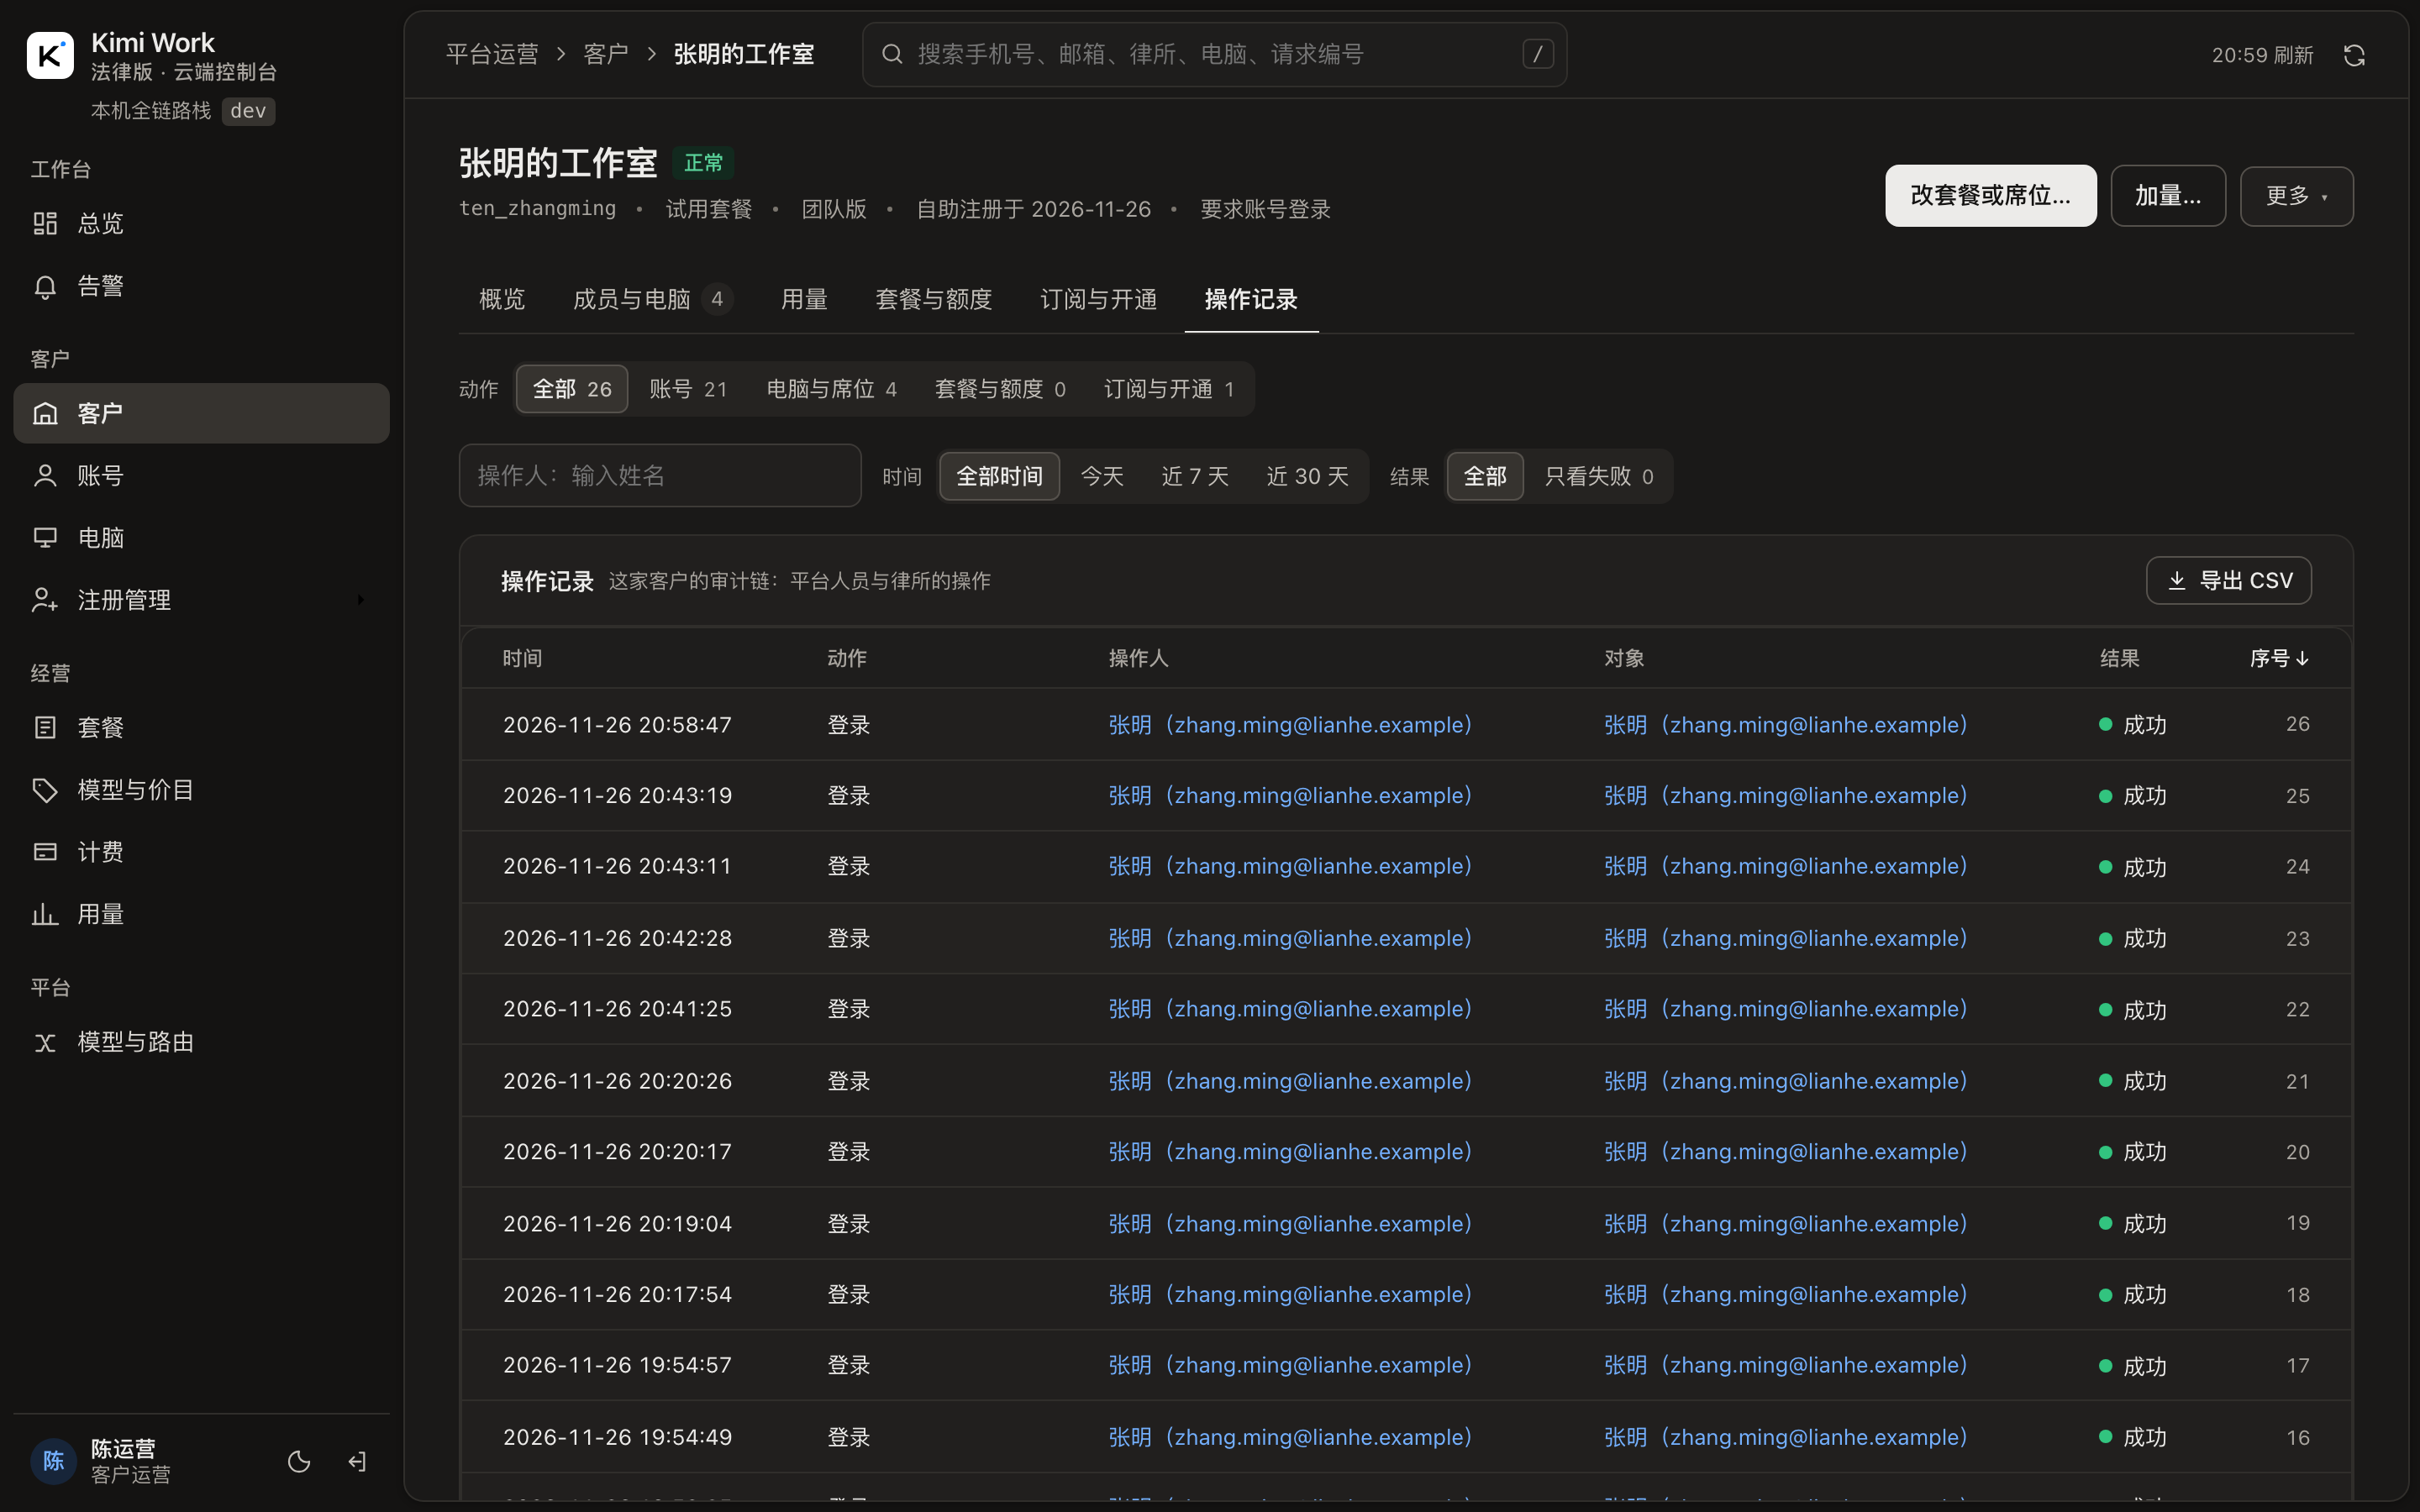 Kimi Work
法律版 · 云端控制台
本机全链路栈 dev
工作台
总览
告警
客户
客户
账号
电脑
注册管理
经营
套餐
模型与价目
计费
用量
平台
模型与路由
陈
陈运营
客户运营
平台运营 > 客户 > 张明的工作室
搜索手机号、邮箱、律所、电脑、请求编号 /
20:59 刷新
张明的工作室 正常
ten_zhangming • 试用套餐 • 团队版 • 自助注册于 2026-11-26 • 要求账号登录
改套餐或席位... 加量... 更多
概览 成员与电脑 4 用量 套餐与额度 订阅与开通 操作记录
动作 全部 26 账号 21 电脑与席位 4 套餐与额度 0 订阅与开通 1
操作人：输入姓名 时间 全部时间 今天 近 7 天 近 30 天 结果 全部 只看失败 0
操作记录 这家客户的审计链：平台人员与律所的操作 导出 CSV
时间 动作 操作人 对象 结果 序号↓
2026-11-26 20:58:47 登录 张明（zhang.ming@lianhe.example） 张明（zhang.ming@lianhe.example） 成功 26
2026-11-26 20:43:19 登录 张明（zhang.ming@lianhe.example） 张明（zhang.ming@lianhe.example） 成功 25
2026-11-26 20:43:11 登录 张明（zhang.ming@lianhe.example） 张明（zhang.ming@lianhe.example） 成功 24
2026-11-26 20:42:28 登录 张明（zhang.ming@lianhe.example） 张明（zhang.ming@lianhe.example） 成功 23
2026-11-26 20:41:25 登录 张明（zhang.ming@lianhe.example） 张明（zhang.ming@lianhe.example） 成功 22
2026-11-26 20:20:26 登录 张明（zhang.ming@lianhe.example） 张明（zhang.ming@lianhe.example） 成功 21
2026-11-26 20:20:17 登录 张明（zhang.ming@lianhe.example） 张明（zhang.ming@lianhe.example） 成功 20
2026-11-26 20:19:04 登录 张明（zhang.ming@lianhe.example） 张明（zhang.ming@lianhe.example） 成功 19
2026-11-26 20:17:54 登录 张明（zhang.ming@lianhe.example） 张明（zhang.ming@lianhe.example） 成功 18
2026-11-26 19:54:57 登录 张明（zhang.ming@lianhe.example） 张明（zhang.ming@lianhe.example） 成功 17
2026-11-26 19:54:49 登录 张明（zhang.ming@lianhe.example） 张明（zhang.ming@lianhe.example） 成功 16